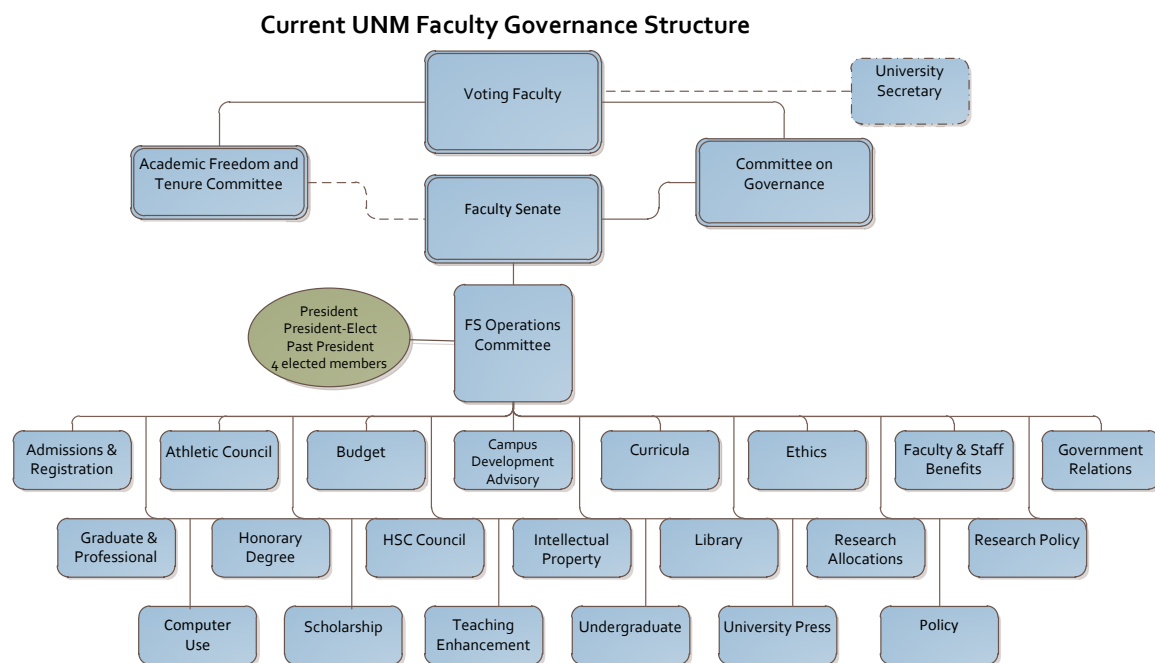 Current UNM Faculty Governance Structure
Voting Faculty
University
Secretary
Academic Freedom and
Tenure Committee
Committee on
Governance
Faculty Senate
President
President-Elect
Past President
4 elected members
FS Operations
Committee
Admissions &
Registration
Athletic Council
Budget
Campus
Development
Advisory
Curricula
Ethics
Faculty & Staff
Benefits
Government
Relations
Graduate &
Professional
Honorary
Degree
HSC Council
Intellectual
Property
Library
Research
Allocations
Research Policy
Computer
Use
Scholarship
Teaching
Enhancement
Undergraduate
University Press
Policy